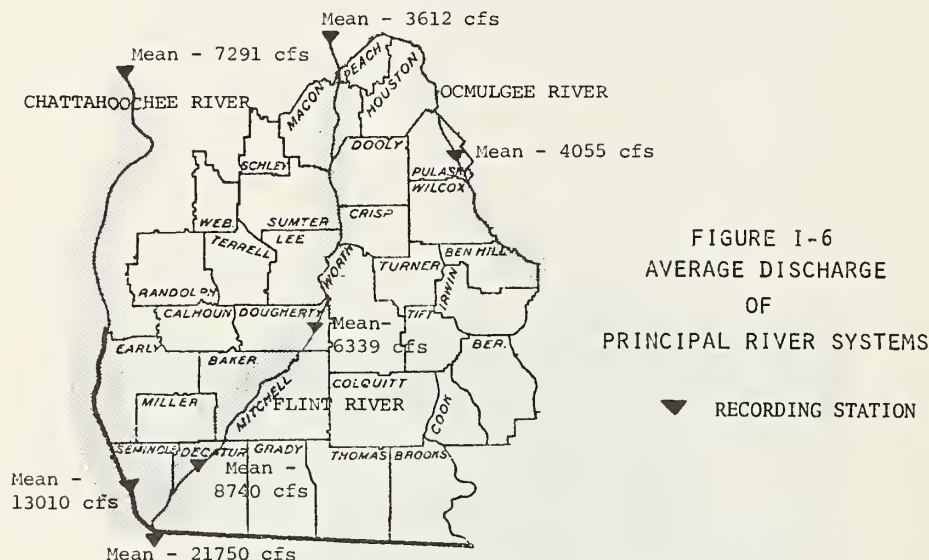 Mean - 3612 cfs
Mean - 7291 cfs
CHATTAHOOCHEE RIVER
OCMULGEE RIVER
MACON
PEACH
HOUSTON
DOOLY
Mean - 4055 cfs
SCHLEY
PULASKI
WILCOX
WEB.
SUMTER
CRISP
TERRELL
LEE
WORTH
TURNER
BEN HILL
IRWIN
RANDOLPH
CALHOUN
DOUGHERTY
TIFT
Mean-
6339 cfs
EARLY
BAKER
BER.
COLQUITT
MILLER
MITCHELL
FLINT RIVER
COOK
SEMINOLE
DECATUR
GRADY
THOMAS
BROOKS
Mean -
13010 cfs
Mean -
8740 cfs
Mean - 21750 cfs
FIGURE I-6
AVERAGE DISCHARGE
OF
PRINCIPAL RIVER SYSTEMS
RECORDING STATION